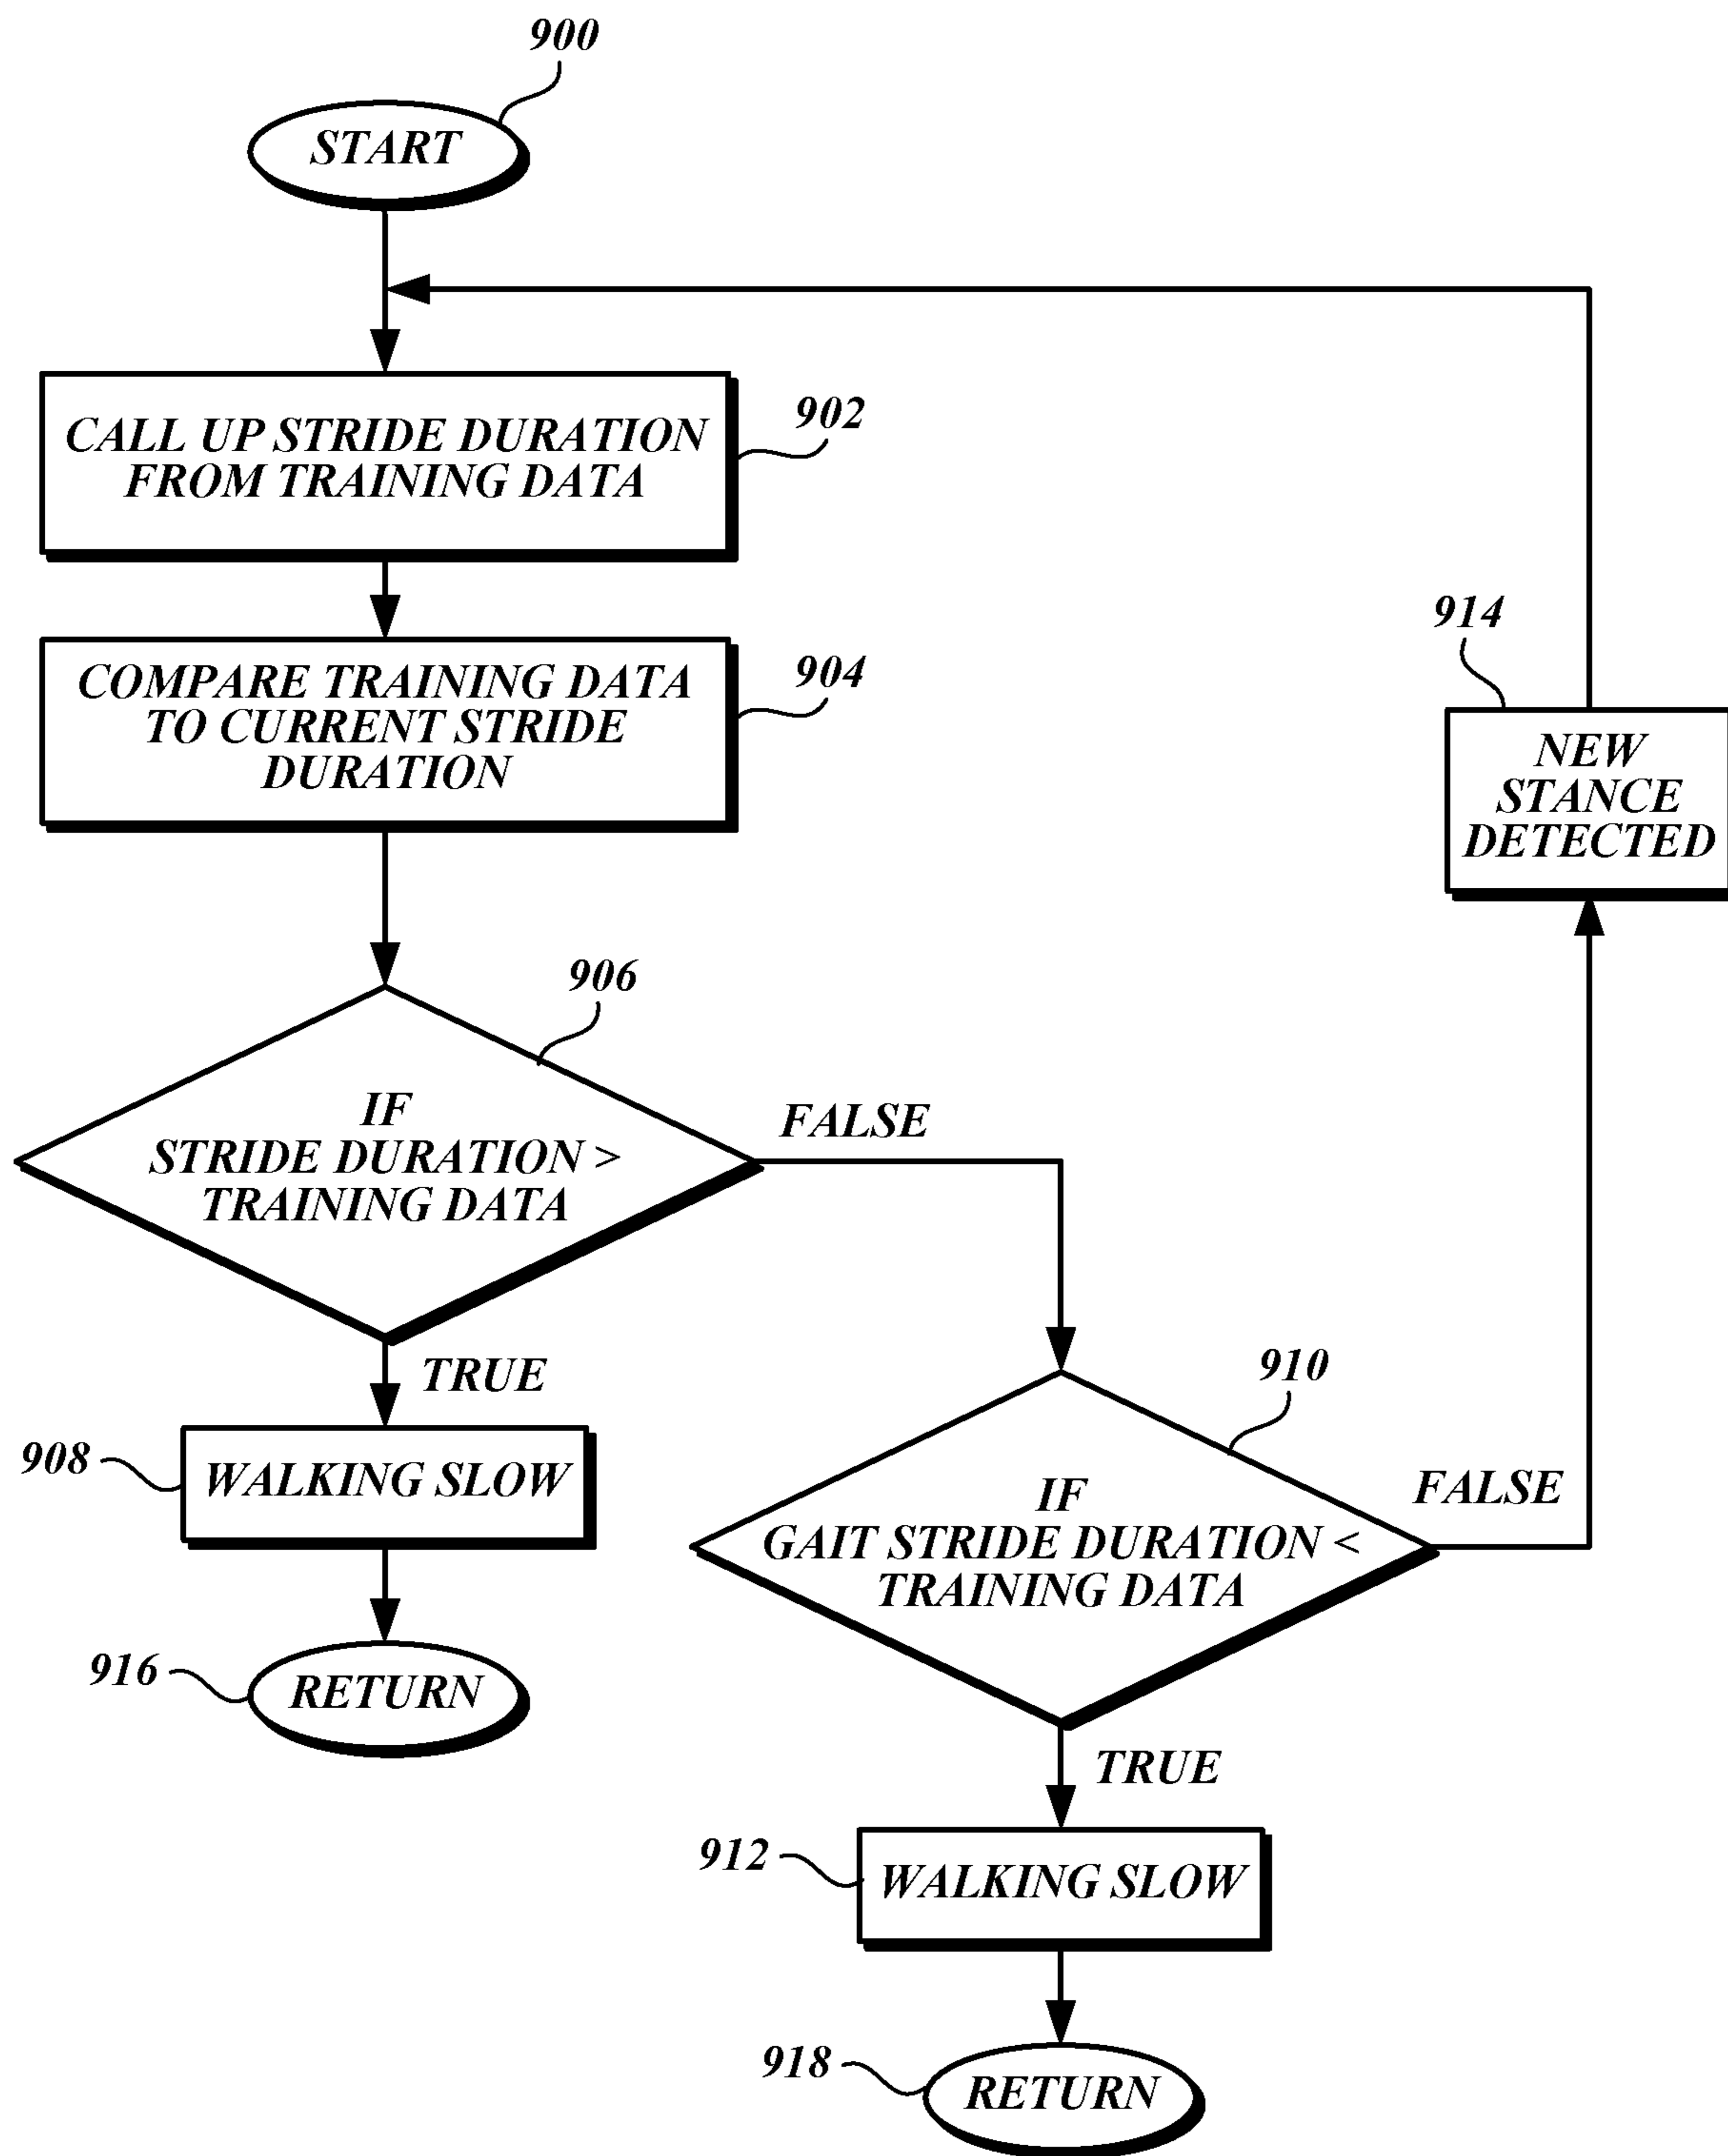 900
START
CALL UP STRIDE DURATION
FROM TRAINING DATA
902
COMPARE TRAINING DATA
TO CURRENT STRIDE
DURATION
904
914
NEW
STANCE
DETECTED
906
IF
STRIDE DURATION >
TRAINING DATA
FALSE
TRUE
908
WALKING SLOW
916
RETURN
910
IF
GAIT STRIDE DURATION <
TRAINING DATA
FALSE
TRUE
912
WALKING SLOW
918
RETURN